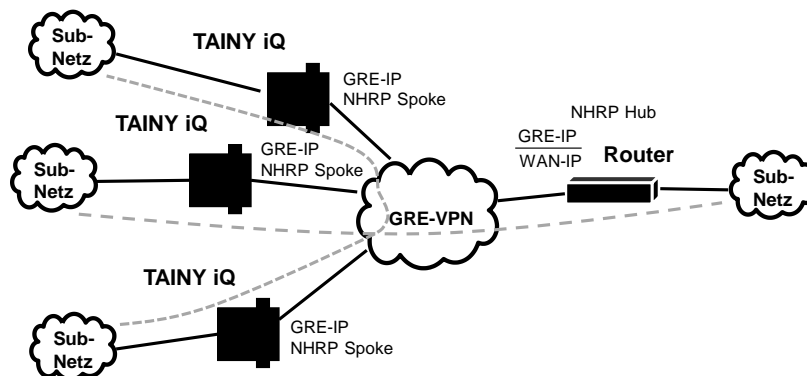 Sub-
Netz
TAINY iQ
GRE-IP
NHRP Spoke
TAINY iQ
Sub-
Netz
GRE-IP
NHRP Spoke
GRE-VPN
NHRP Hub
GRE-IP
WAN-IP
Router
Sub-
Netz
TAINY iQ
Sub-
Netz
GRE-IP
NHRP Spoke